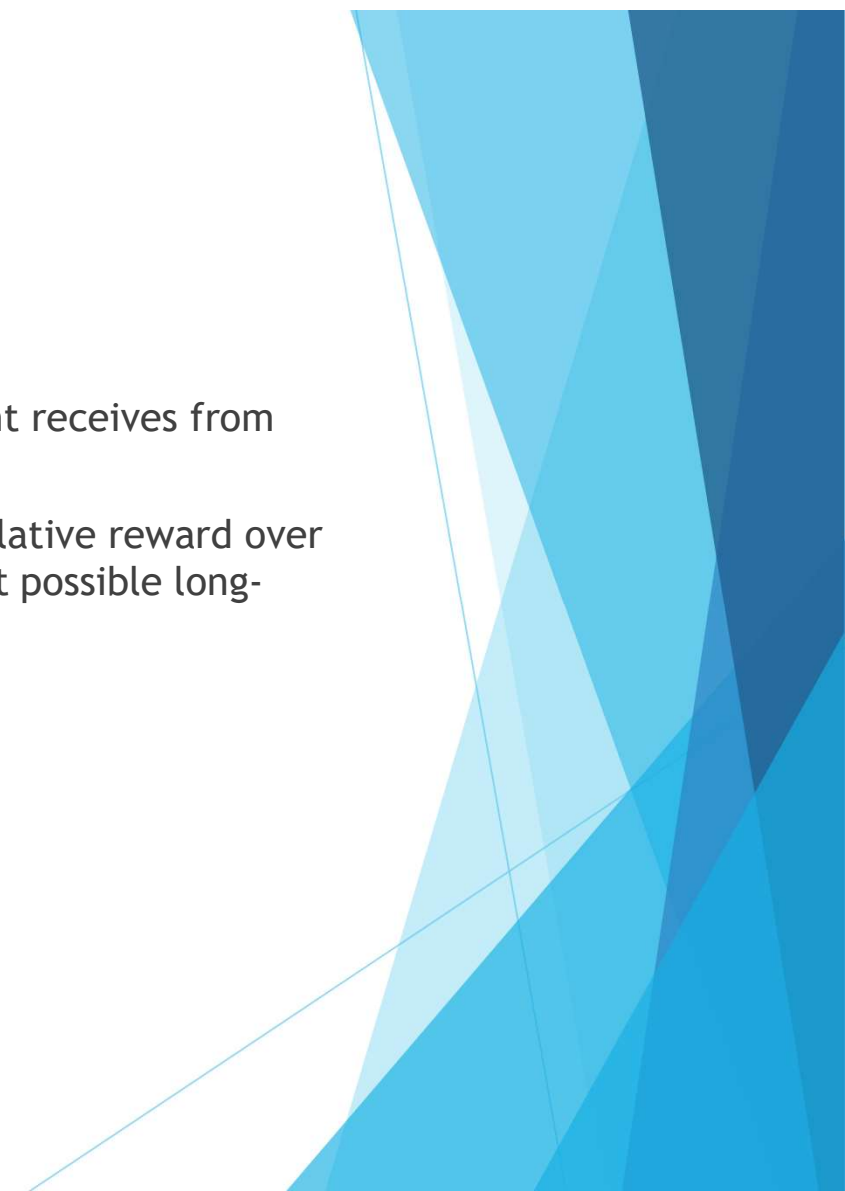 t receives from
lative reward over
t possible long-